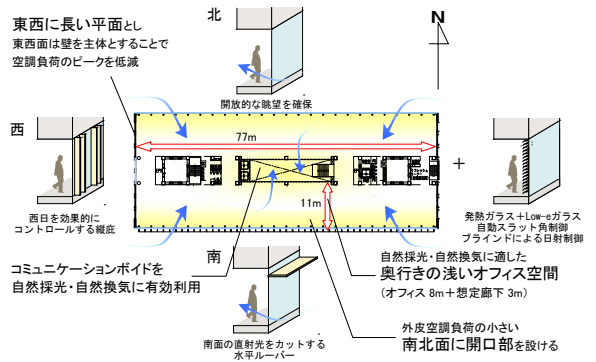 東西に長い平面とし
東西面は壁を主体とすることで
空調負荷のピークを低減
北
N
開放的な眺望を確保
西
77m
+
11m
西日を効果的に
コントロールする縦庇
発熱ガラス+Low-eガラス
自動スラット角制御
ブラインドによる日射制御
南
コミュニケーションボイドを
自然採光・自然換気に有効利用
自然採光・自然換気に適した
奥行きの浅いオフィス空間
(オフィス 8m+想定廊下 3m)
南面の直射光をカットする
水平ルーバー
外皮空調負荷の小さい
南北面に開口部を設ける